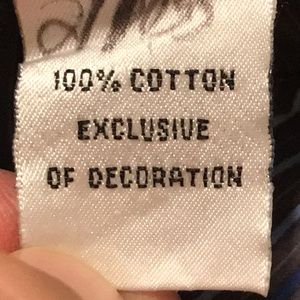 100% COTTON
EXCLUSIVE
OF DECORATION